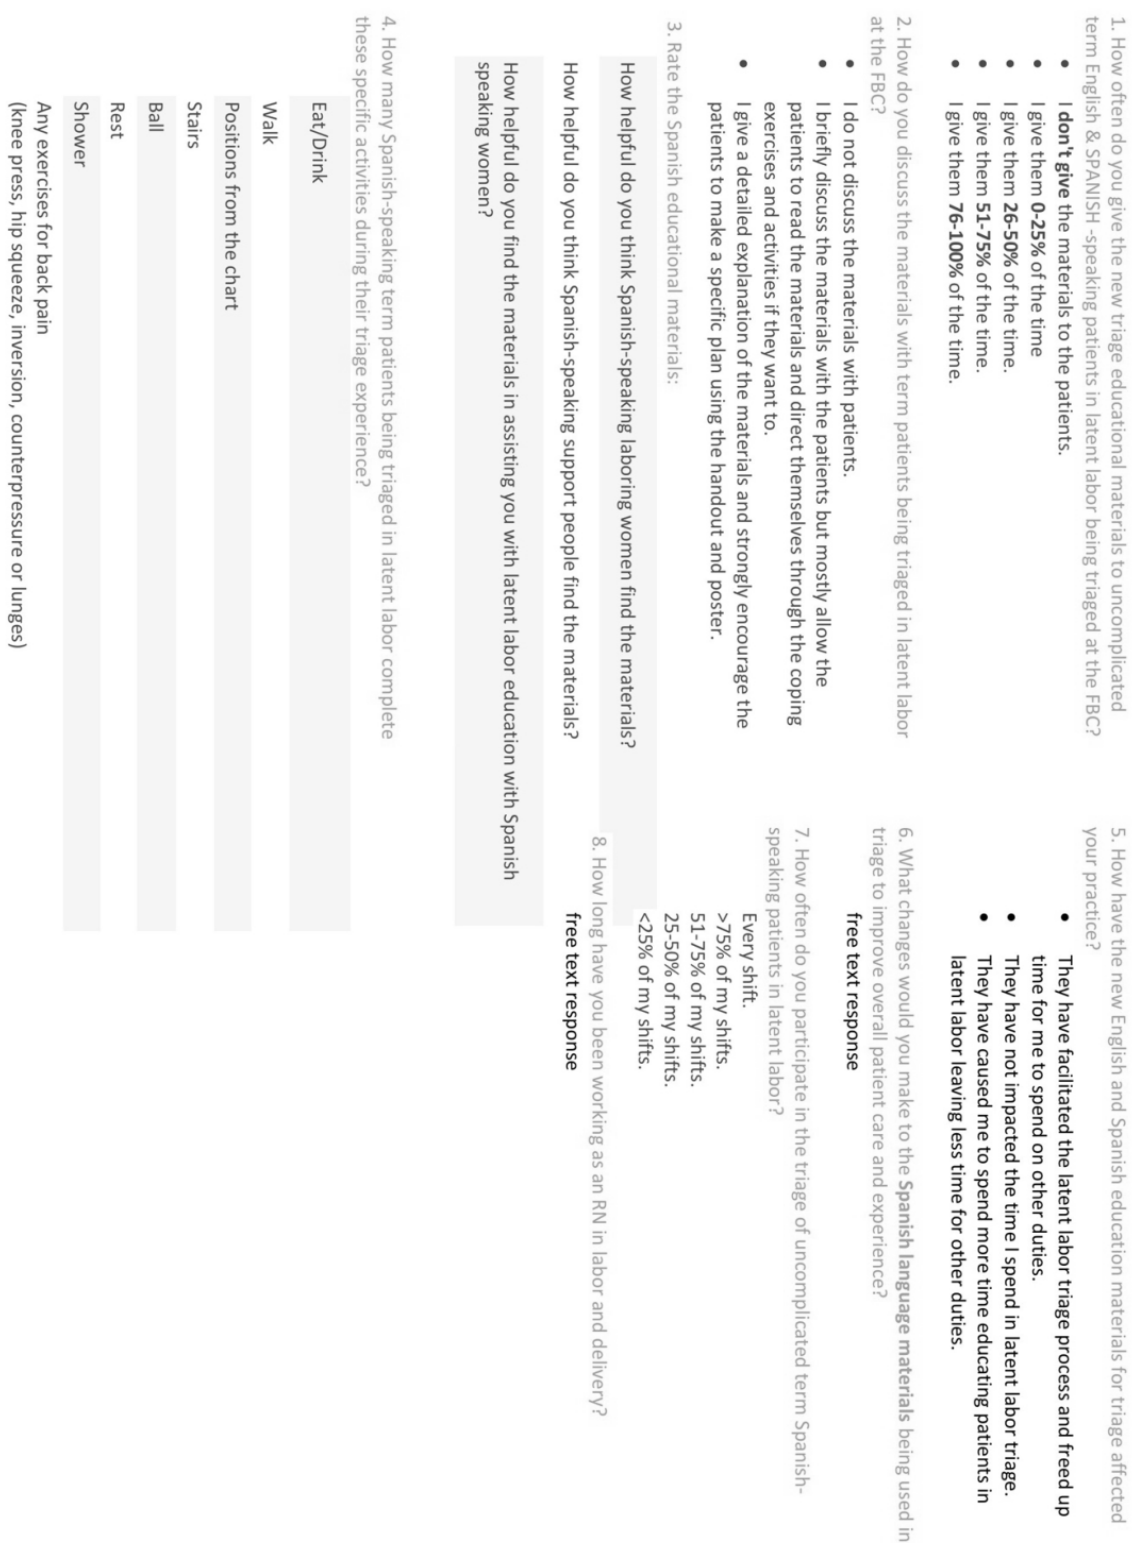 1. How often do you give the new triage educational materials to uncomplicated
term English & SPANISH -speaking patients in latent labor being triaged at the FBC?
• I don't give the materials to the patients.
• I give them 0-25% of the time
• I give them 26-50% of the time.
• I give them 51-75% of the time.
• I give them 76-100% of the time.
2. How do you discuss the materials with term patients being triaged in latent labor
at the FBC?
• I do not discuss the materials with patients.
• I briefly discuss the materials with the patients but mostly allow the
patients to read the materials and direct themselves through the coping
exercises and activities if they want to.
• I give a detailed explanation of the materials and strongly encourage the
patients to make a specific plan using the handout and poster.
3. Rate the Spanish educational materials:
How helpful do you think Spanish-speaking laboring women find the materials?
How helpful do you think Spanish-speaking support people find the materials?
How helpful do you find the materials in assisting you with latent labor education with Spanish
speaking women?
4. How many Spanish-speaking term patients being triaged in latent labor complete
these specific activities during their triage experience?
Eat/Drink
Walk
Positions from the chart
Stairs
Ball
Rest
Shower
Any exercises for back pain
(knee press, hip squeeze, inversion, counterpressure or lunges)
5. How have the new English and Spanish education materials for triage affected
your practice?
• They have facilitated the latent labor triage process and freed up
time for me to spend on other duties.
• They have not impacted the time I spend in latent labor triage.
• They have caused me to spend more time educating patients in
latent labor leaving less time for other duties.
6. What changes would you make to the Spanish language materials being used in
triage to improve overall patient care and experience?
free text response
7. How often do you participate in the triage of uncomplicated term Spanish-
speaking patients in latent labor?
Every shift.
>75% of my shifts.
51-75% of my shifts.
25-50% of my shifts.
<25% of my shifts.
8. How long have you been working as an RN in labor and delivery?
free text response